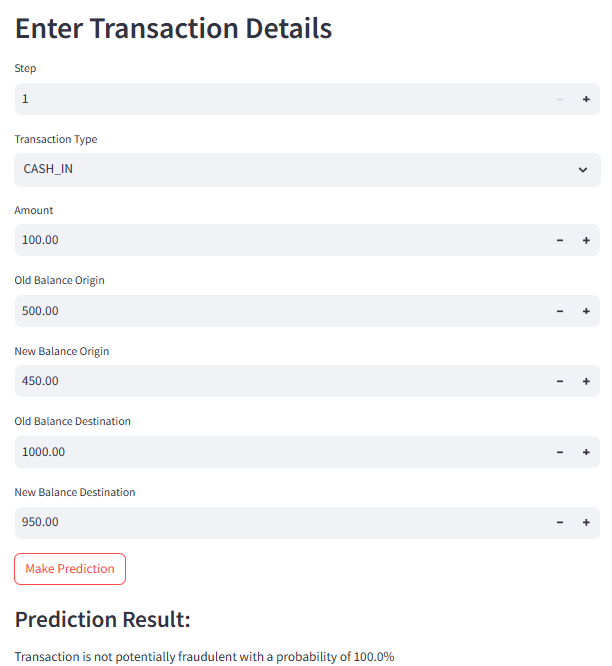 Enter Transaction Details
Step
1
Transaction Type
CASH_IN
Amount
100.00
Old Balance Origin
500.00
New Balance Origin
450.00
Old Balance Destination
1000.00
New Balance Destination
950.00
Make Prediction
Prediction Result:
Transaction is not potentially fraudulent with a probability of 100.0%